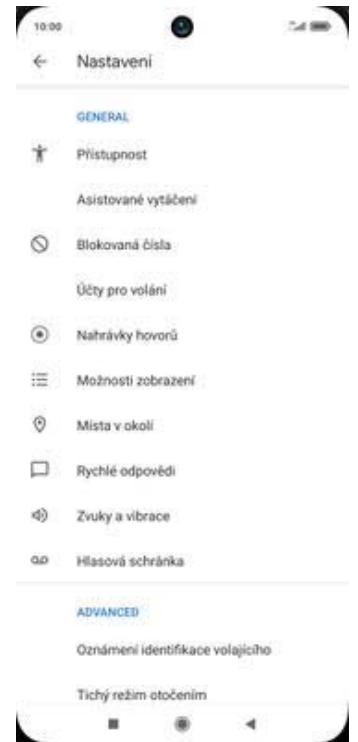 10:00
Nastavení
GENERAL
Přístupnost
Asistované vytáčení
Blokovaná čísla
Účty pro volání
Nahrávky hovorů
Možnosti zobrazení
Místa v okolí
Rychlé odpovědi
Zvuky a vibrace
Hlasová schránka
ADVANCED
Oznámení identifikace volajícího
Tichý režim otočením